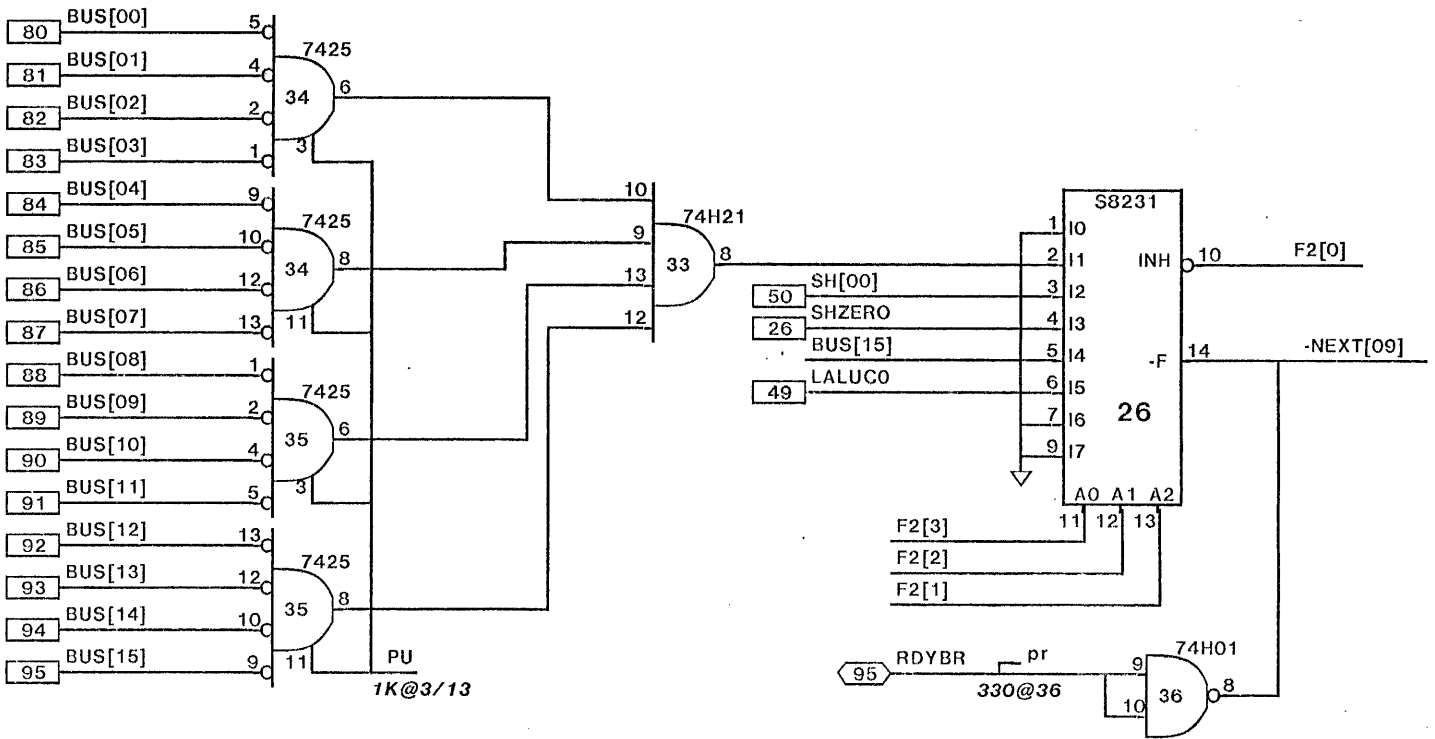 80 BUS[00] 5
81 BUS[01] 4
82 BUS[02] 2
83 BUS[03] 1
7425
34
6
3
84 BUS[04] 9
85 BUS[05] 10
86 BUS[06] 12
87 BUS[07] 13
7425
34
8
11
88 BUS[08] 1
89 BUS[09] 2
90 BUS[10] 4
91 BUS[11] 5
7425
35
6
3
92 BUS[12] 13
93 BUS[13] 12
94 BUS[14] 10
95 BUS[15] 9
7425
35
8
11
PU
1K@3/13
10
9
13
12
74H21
33
8
S8231
1 I0
2 I1
50 SH[00] 3 I2
26 SHZERO 4 I3
BUS[15] 5 I4
49 LALUC0 6 I5
7 I6
9 I7
INH 10 F2[0]
-F 14 -NEXT[09]
26
A0 A1 A2
11 12 13
F2[3]
F2[2]
F2[1]
95 RDYBR pr
330@36
74H01
9
10
36
8